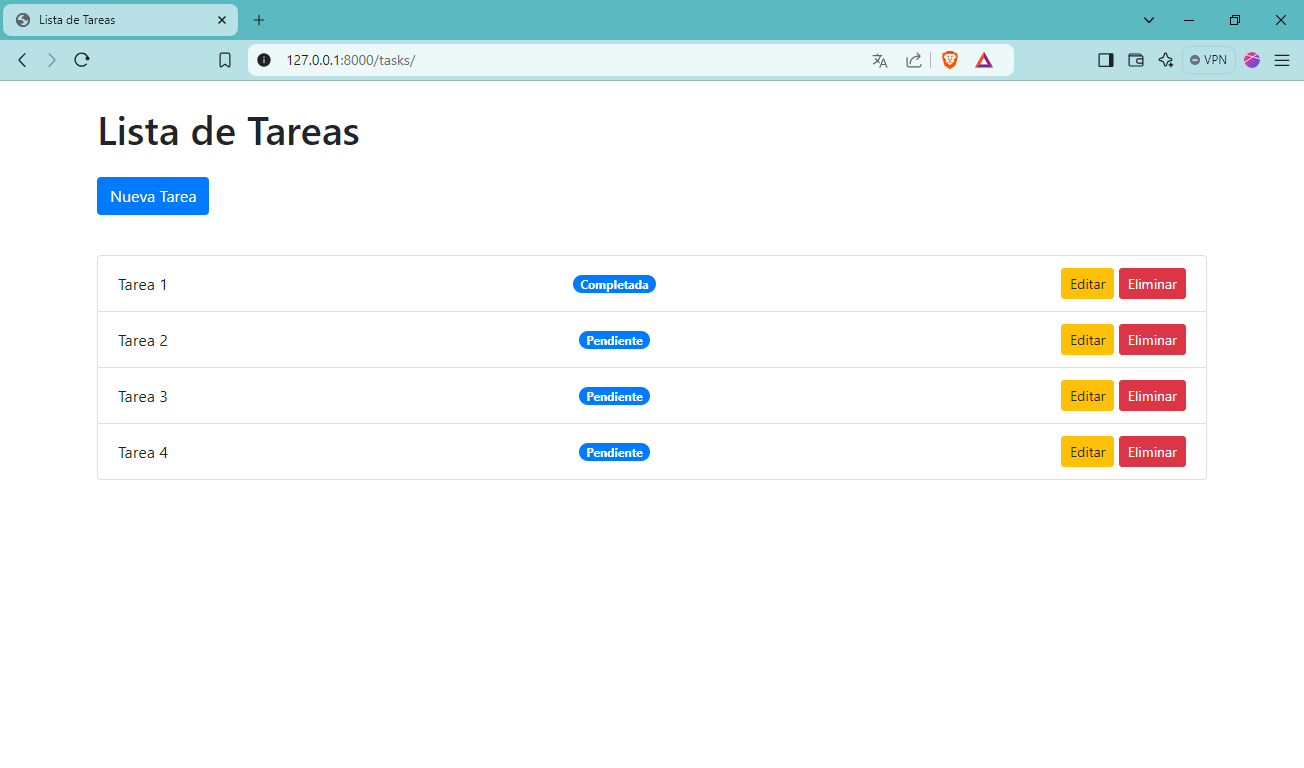 Lista de Tareas
127.0.0.1:8000/tasks/
VPN
Lista de Tareas
Nueva Tarea
Tarea 1 Completada Editar Eliminar
Tarea 2 Pendiente Editar Eliminar
Tarea 3 Pendiente Editar Eliminar
Tarea 4 Pendiente Editar Eliminar